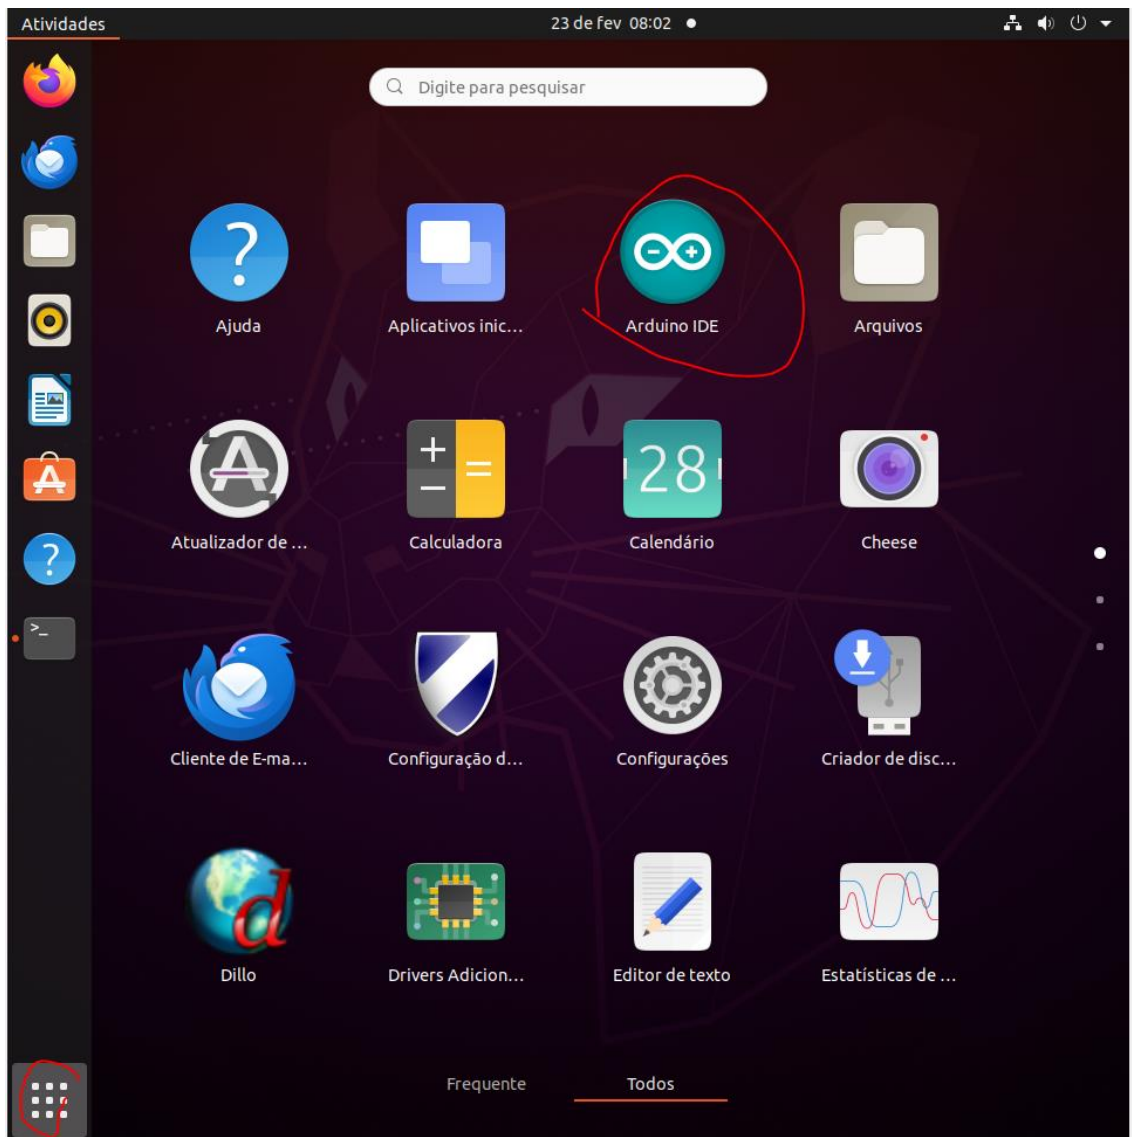 Atividades
23 de fev 08:02
Digite para pesquisar
Ajuda
Aplicativos inic...
Arduino IDE
Arquivos
Atualizador de ...
Calculadora
28
Calendário
Cheese
>_
Cliente de E-ma...
Configuração d...
Configurações
Criador de disc...
d
Dillo
Drivers Adicion...
Editor de texto
Estatísticas de ...
Frequente
Todos